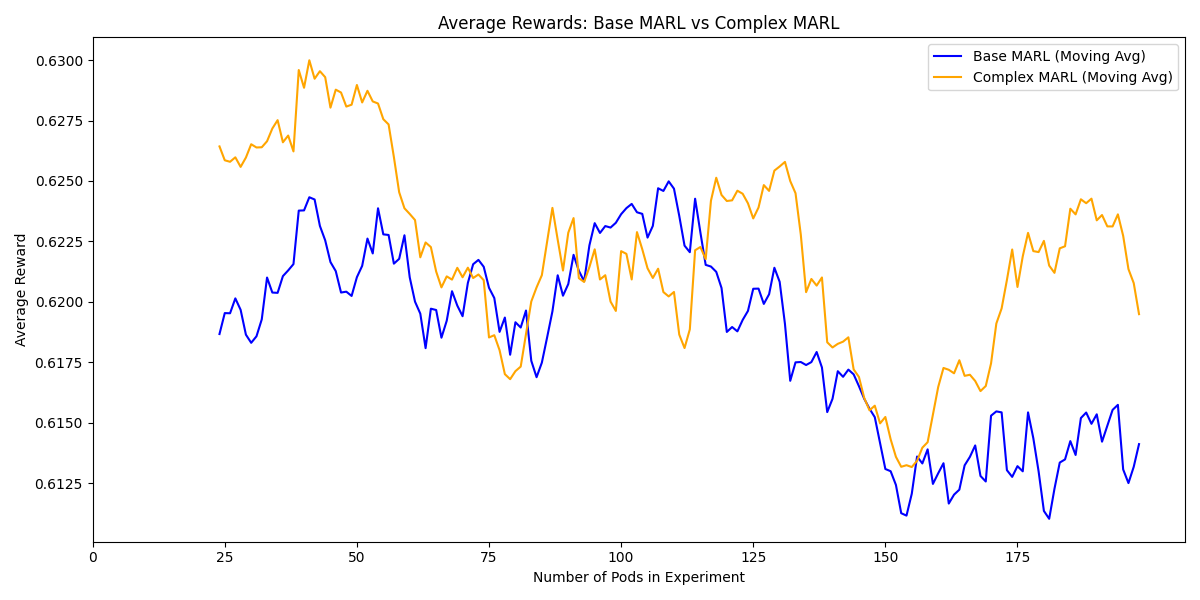 Average Rewards: Base MARL vs Complex MARL
Base MARL (Moving Avg)
Complex MARL (Moving Avg)
Average Reward
0.6300
0.6275
0.6250
0.6225
0.6200
0.6175
0.6150
0.6125
0 25 50 75 100 125 150 175
Number of Pods in Experiment